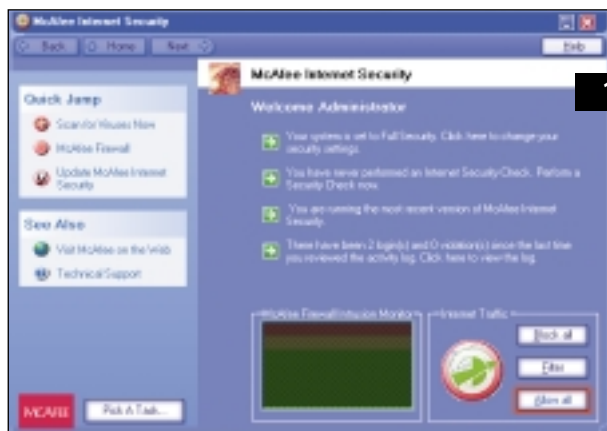 McAfee Internet Security
Back Home Next
Help
McAfee Internet Security
1
Quick Jump
Scan for Viruses Now
McAfee Firewall
Update McAfee Internet
Security
See Also
Visit McAfee on the Web
Technical Support
Welcome Administrator
Your system is set to Full Security. Click here to change your
security settings.
You have never performed an Internet Security Check. Perform a
Security Check now.
You are running the most recent version of McAfee Internet
Security.
There have been 2 login(s) and 0 violation(s) since the last time
you reviewed the activity log. Click here to view the log.
McAfee Firewall Intrusion Monitor
Internet Traffic
Block all
Filter
Allow all
McAfee
Pick A Task...